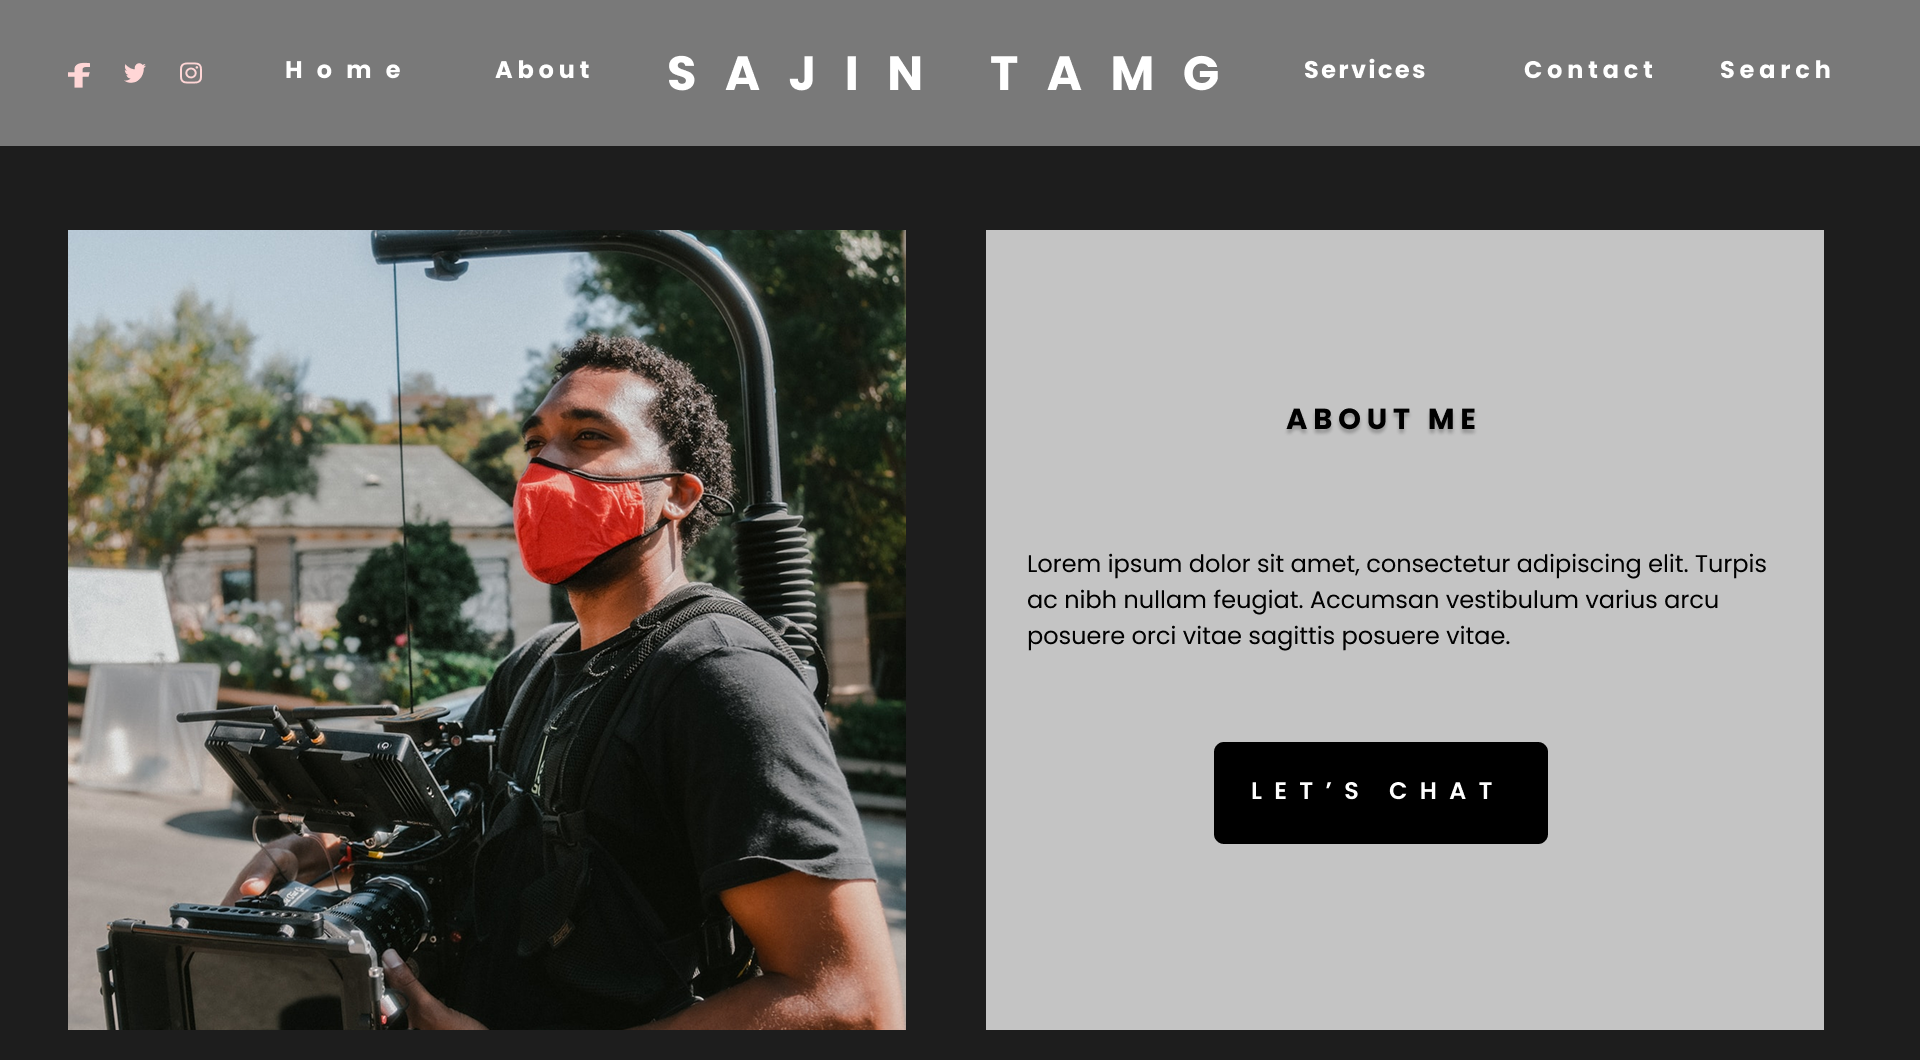 Home About SAJIN TAMG Services Contact Search
ABOUT ME
Lorem ipsum dolor sit amet, consectetur adipiscing elit. Turpis
ac nibh nullam feugiat. Accumsan vestibulum varius arcu
posuere orci vitae sagittis posuere vitae.
LET’S CHAT